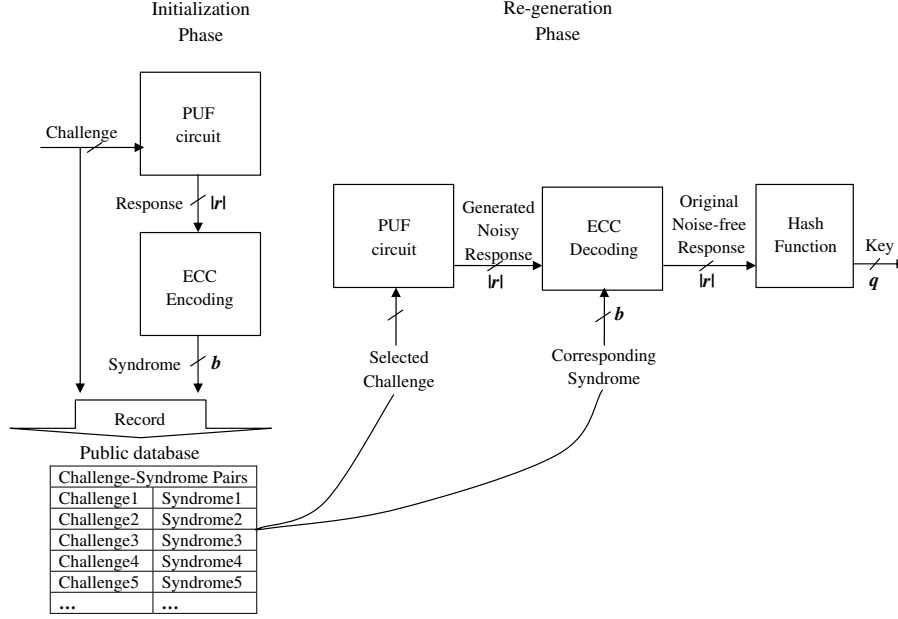 Initialization
Phase
Re-generation
Phase
PUF
circuit
Challenge
Response
|r|
ECC
Encoding
Syndrome
b
Record
Public database
Challenge-Syndrome Pairs
Challenge1 Syndrome1
Challenge2 Syndrome2
Challenge3 Syndrome3
Challenge4 Syndrome4
Challenge5 Syndrome5
... ...
PUF
circuit
Generated
Noisy
Response
|r|
ECC
Decoding
Original
Noise-free
Response
|r|
Hash
Function
Key
q
Selected
Challenge
b
Corresponding
Syndrome